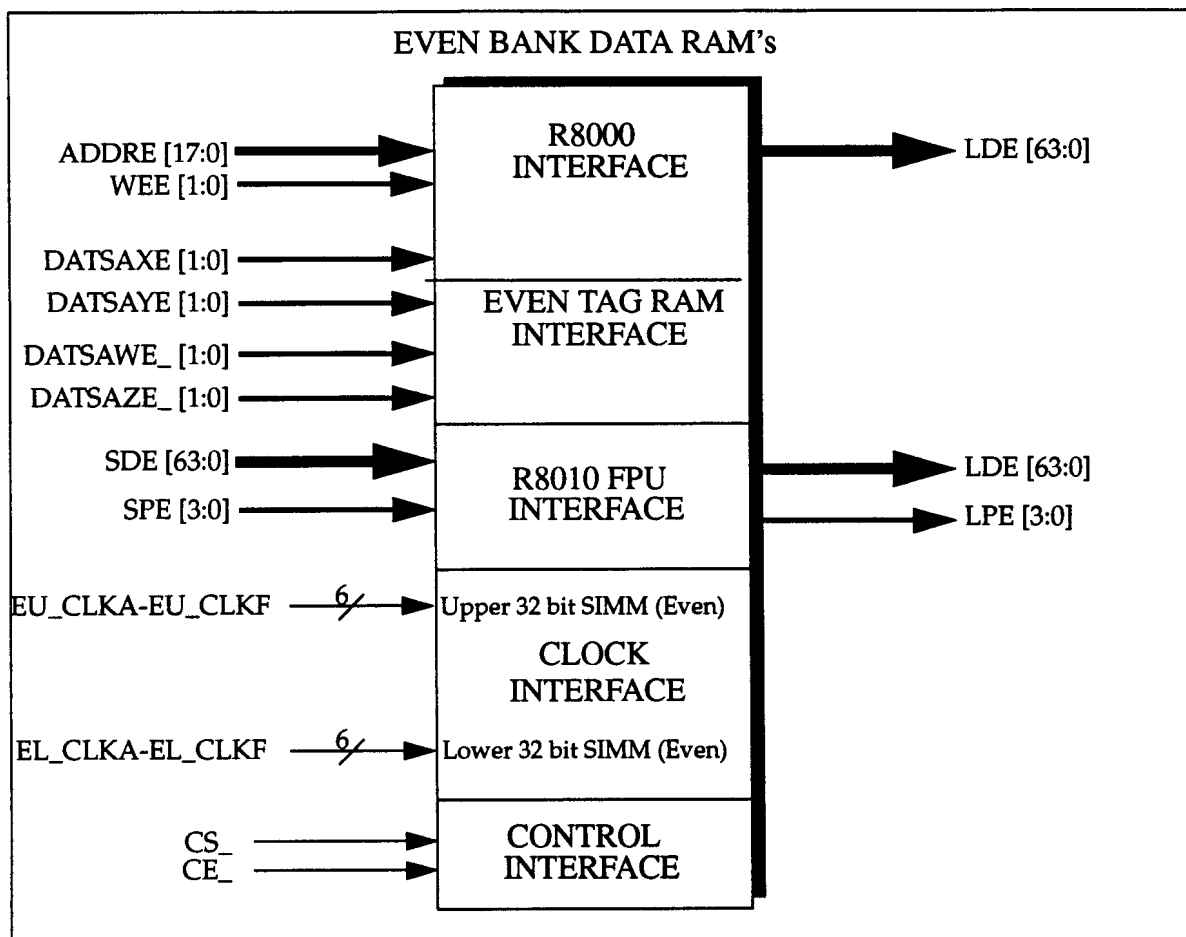 EVEN BANK DATA RAM's
R8000
INTERFACE
ADDRE [17:0]
WEE [1:0]
LDE [63:0]
DATSAXE [1:0]
DATSAYE [1:0]
DATSAWE_ [1:0]
DATSAZE_ [1:0]
EVEN TAG RAM
INTERFACE
SDE [63:0]
SPE [3:0]
R8010 FPU
INTERFACE
LDE [63:0]
LPE [3:0]
EU_CLKA-EU_CLKF
6
Upper 32 bit SIMM (Even)
CLOCK
INTERFACE
EL_CLKA-EL_CLKF
6
Lower 32 bit SIMM (Even)
CS_
CE_
CONTROL
INTERFACE